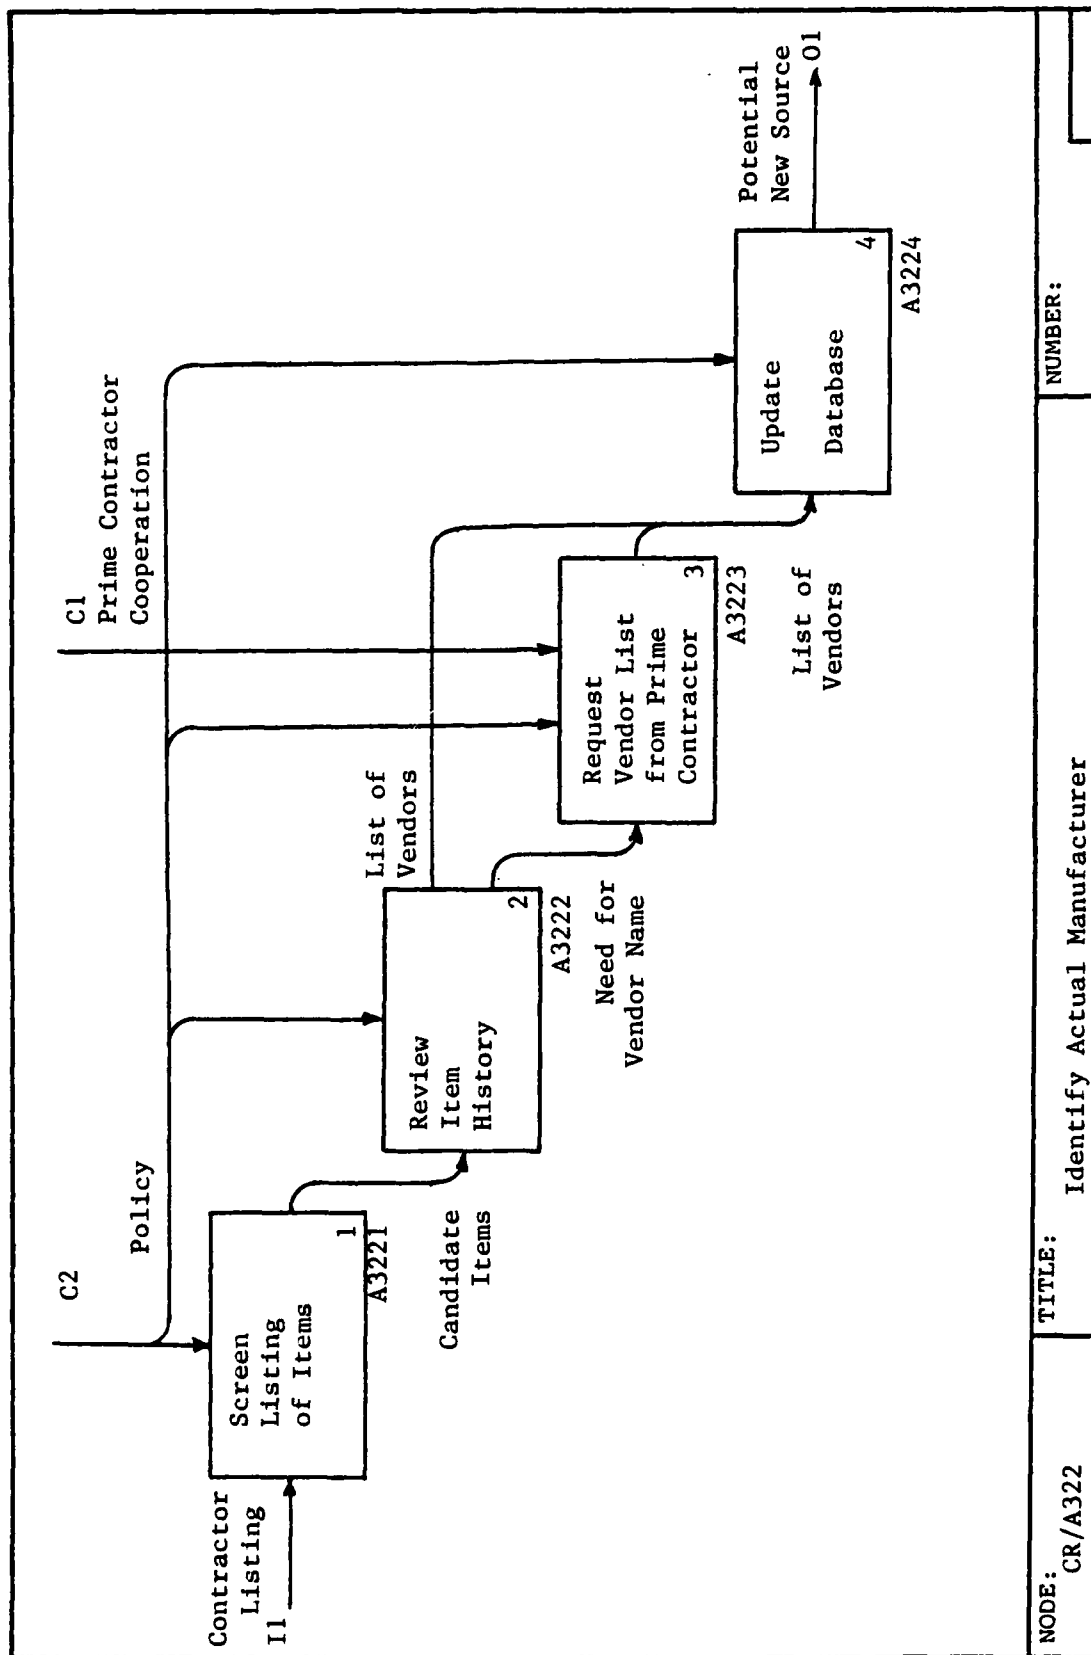 C2
Policy
C1
Prime Contractor
Cooperation
Contractor
Listing
I1
Screen
Listing
of Items
1
A3221
Candidate
Items
Review
Item
History
2
A3222
List of
Vendors
Need for
Vendor Name
Request
Vendor List
from Prime
Contractor
3
A3223
List of
Vendors
Update
Database
4
A3224
Potential
New Source
O1
NODE:
CR/A322
TITLE:
Identify Actual Manufacturer
NUMBER: